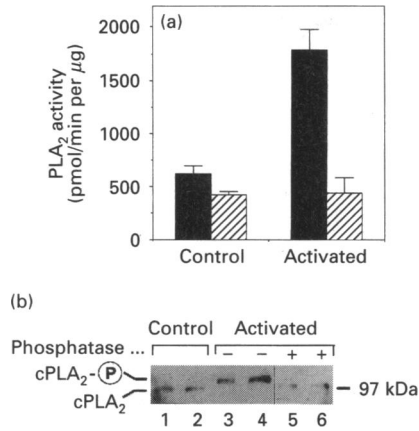 (a)
PLA₂ activity
(pmol/min per µg)
2000
1500
1000
500
0
Control Activated
(b)
Control Activated
Phosphatase ... – – + +
cPLA₂-Ⓟ
cPLA₂
97 kDa
1 2 3 4 5 6